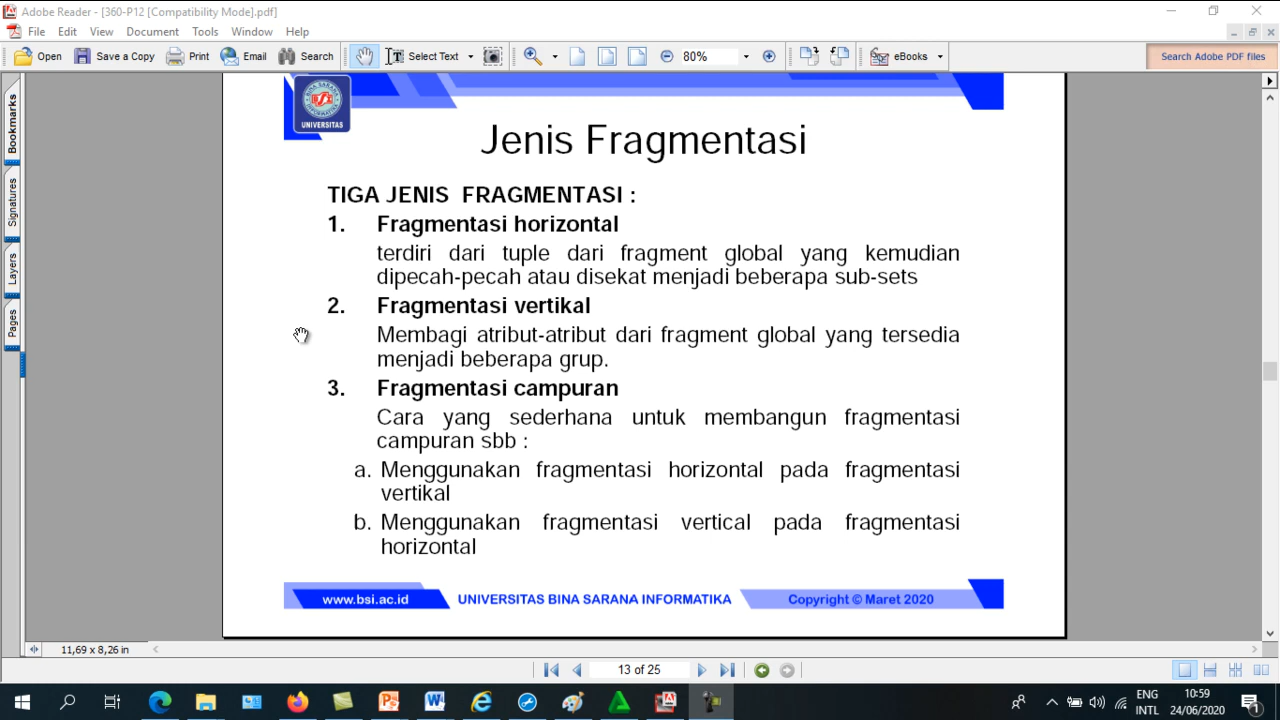 Adobe Reader - [360-P12 [Compatibility Mode].pdf]
File Edit View Document Tools Window Help
Open Save a Copy Print Email Search Select Text 80% eBooks Search Adobe PDF files
Bookmarks
Signatures
Layers
Pages
UNIVERSITAS
Jenis Fragmentasi
TIGA JENIS FRAGMENTASI :
1. Fragmentasi horizontal
terdiri dari tuple dari fragment global yang kemudian
dipecah-pecah atau disekat menjadi beberapa sub-sets
2. Fragmentasi vertikal
Membagi atribut-atribut dari fragment global yang tersedia
menjadi beberapa grup.
3. Fragmentasi campuran
Cara yang sederhana untuk membangun fragmentasi
campuran sbb :
a. Menggunakan fragmentasi horizontal pada fragmentasi
vertikal
b. Menggunakan fragmentasi vertical pada fragmentasi
horizontal
www.bsi.ac.id UNIVERSITAS BINA SARANA INFORMATIKA Copyright © Maret 2020
11,69 x 8,26 in
13 of 25
ENG 10:59
INTL 24/06/2020